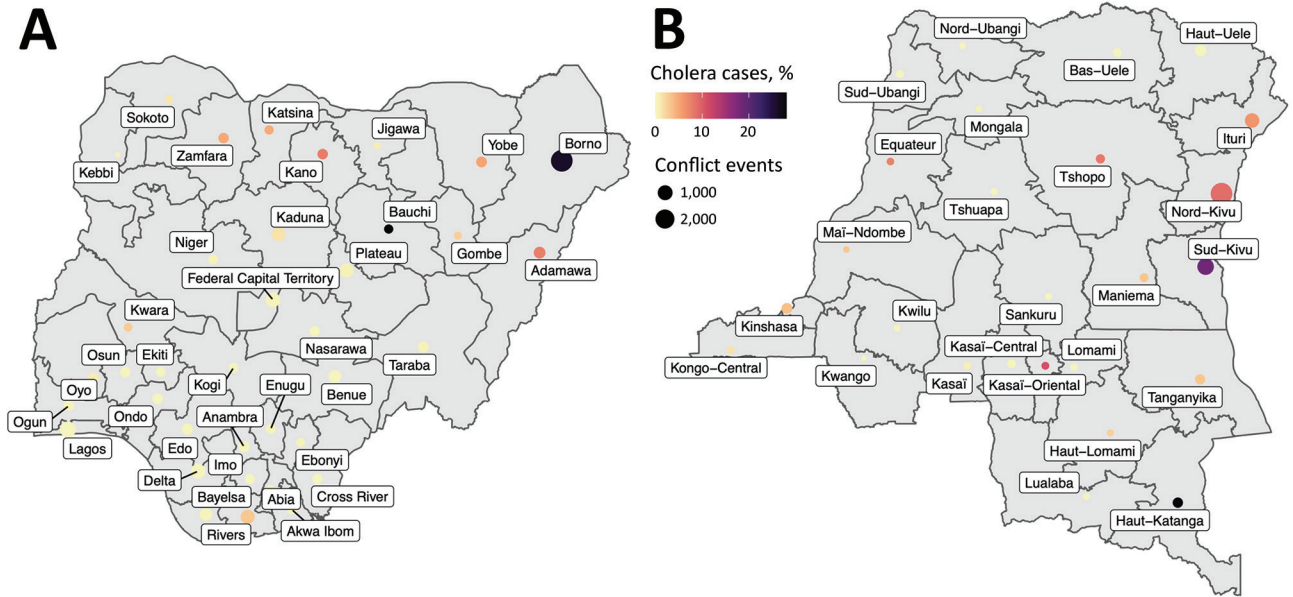 A
Sokoto
Katsina
Jigawa
Yobe
Borno
Kebbi
Zamfara
Kano
Kaduna
Bauchi
Niger
Plateau
Gombe
Adamawa
Federal Capital Territory
Kwara
Nasarawa
Taraba
Osun
Ekiti
Oyo
Kogi
Enugu
Benue
Ogun
Ondo
Anambra
Lagos
Edo
Imo
Ebonyi
Delta
Bayelsa
Abia
Cross River
Rivers
Akwa Ibom
B
Cholera cases, %
0 10 20
Conflict events
1,000
2,000
Nord–Ubangi
Haut–Uele
Bas–Uele
Sud–Ubangi
Mongala
Ituri
Equateur
Tshopo
Tshuapa
Nord–Kivu
Maï–Ndombe
Sud–Kivu
Maniema
Kinshasa
Kwilu
Sankuru
Kongo–Central
Kasaï–Central
Lomami
Kwango
Kasaï
Kasaï–Oriental
Tanganyika
Haut–Lomami
Lualaba
Haut–Katanga